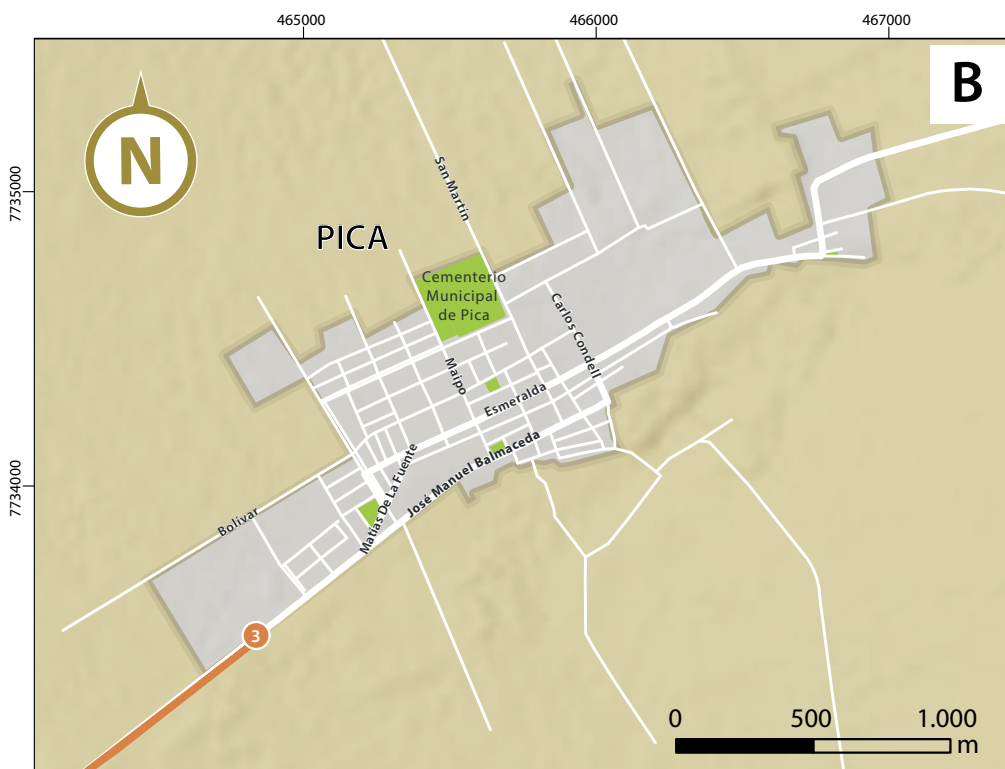 465000
466000
467000
B
N
7735000
San Martín
PICA
Cementerio
Municipal
de Pica
Carlos Condell
Maipo
Esmeralda
José Manuel Balmaceda
Matías De La Fuente
7734000
Bolivar
3
0
500
1.000
m